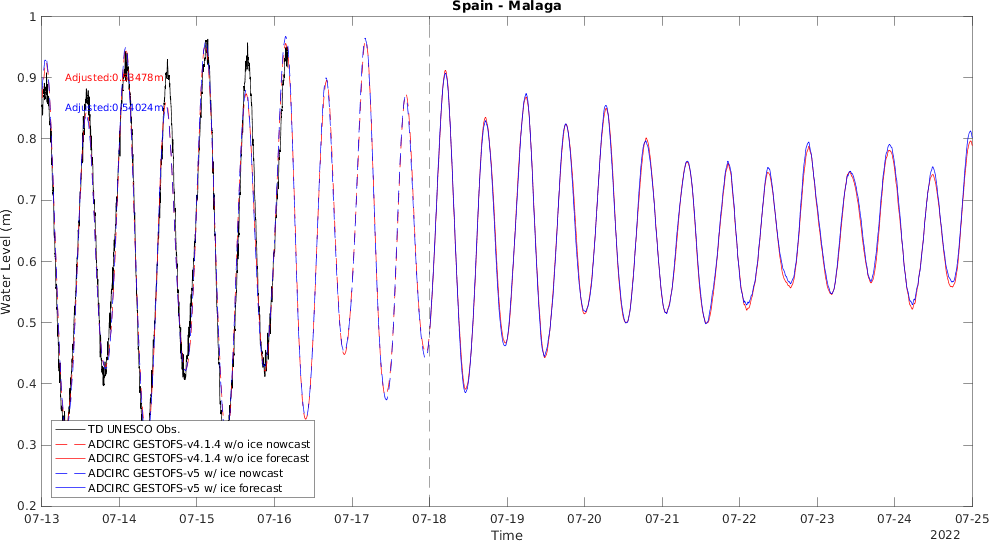 Spain - Malaga
Water Level (m)
1
0.9
0.8
0.7
0.6
0.5
0.4
0.3
0.2
Adjusted:0.53478m
Adjusted:0.54024m
TD UNESCO Obs.
ADCIRC GESTOFS-v4.1.4 w/o ice nowcast
ADCIRC GESTOFS-v4.1.4 w/o ice forecast
ADCIRC GESTOFS-v5 w/ ice nowcast
ADCIRC GESTOFS-v5 w/ ice forecast
07-13 07-14 07-15 07-16 07-17 07-18 07-19 07-20 07-21 07-22 07-23 07-24 07-25
Time
2022